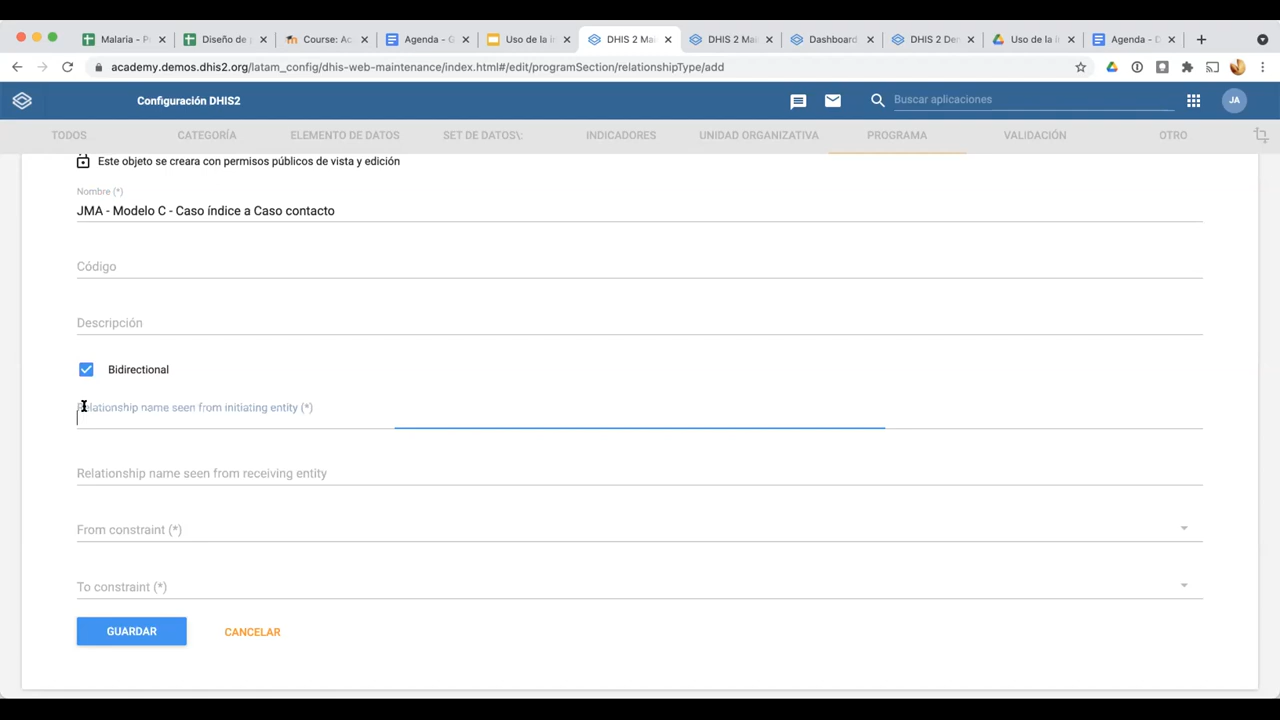 Malaria - P
Diseño de
Course: Ac
Agenda - G
Uso de la i
DHIS 2 Ma
DHIS 2 Mai
Dashboard
DHIS 2 Der
Uso de la i
Agenda - D
academy.demos.dhis2.org/latam_config/dhis-web-maintenance/index.html#/edit/programSection/relationshipType/add
Configuración DHIS2
Buscar aplicaciones
JA
TODOS
CATEGORÍA
ELEMENTO DE DATOS
SET DE DATOS\:
INDICADORES
UNIDAD ORGANIZATIVA
PROGRAMA
VALIDACIÓN
OTRO
Este objeto se creara con permisos públicos de vista y edición
Nombre (*)
JMA - Modelo C - Caso índice a Caso contacto
Código
Descripción
Bidirectional
Relationship name seen from initiating entity (*)
Relationship name seen from receiving entity
From constraint (*)
To constraint (*)
GUARDAR
CANCELAR